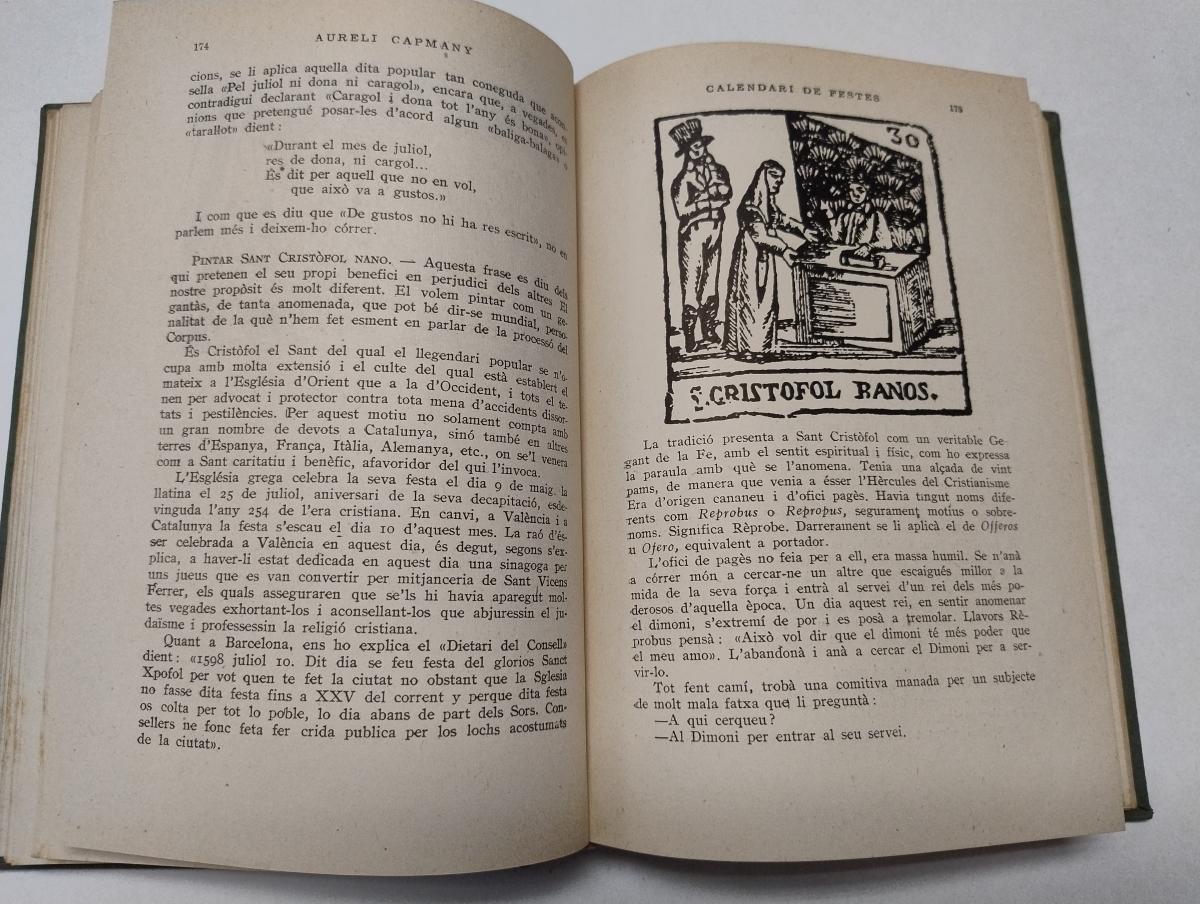 174
AURELI CAPMANY
cions, se li aplica aquella dita popular tan coneguda que acon-
sella «Pel juliol ni dona ni caragol», encara que, a vegades, es
contradigui declarant «Caragol i dona tot l'any és bona», opi-
nions que pretengué posar-les d'acord algun «baliga-balaga» o
«tarallot» dient :
«Durant el mes de juliol,
res de dona, ni cargol...
És dit per aquell que no en vol,
que això va a gustos.»
I com que es diu que «De gustos no hi ha res escrit», no en
parlem més i deixem-ho córrer.
PINTAR SANT CRISTÒFOL NANO. — Aquesta frase es diu dels
qui pretenen el seu propi benefici en perjudici dels altres El
nostre propòsit és molt diferent. El volem pintar com un ge-
gantàs, de tanta anomenada, que pot bé dir-se mundial, perso-
nalitat de la què n'hem fet esment en parlar de la processó del
Corpus.
És Cristòfol el Sant del qual el llegendari popular se n'o-
cupa amb molta extensió i el culte del qual està establert el
mateix a l'Església d'Orient que a la d'Occident, i tots el te-
nen per advocat i protector contra tota mena d'accidents dissor-
tats i pestilències. Per aquest motiu no solament compta amb
un gran nombre de devots a Catalunya, sinó també en altres
terres d'Espanya, França, Itàlia, Alemanya, etc., on se'l venera
com a Sant caritatiu i benèfic, afavoridor del qui l'invoca.
L'Església grega celebra la seva festa el dia 9 de maig, la
llatina el 25 de juliol, aniversari de la seva decapitació, esde-
vinguda l'any 254 de l'era cristiana. En canvi, a València i a
Catalunya la festa s'escau el dia 10 d'aquest mes. La raó d'és-
ser celebrada a València en aquest dia, és degut, segons s'ex-
plica, a haver-li estat dedicada en aquest dia una sinagoga per
uns jueus que es van convertir per mitjanceria de Sant Vicens
Ferrer, els quals asseguraren que se'ls hi havia aparegut mol-
tes vegades exhortant-los i aconsellant-los que abjuressin el ju-
daïsme i professessin la religió cristiana.
Quant a Barcelona, ens ho explica el «Dietari del Consell»
dient : «1598 juliol 10. Dit dia se feu festa del glorios Sanct
Xpofol per vot quen te fet la ciutat no obstant que la Sglesia
no fasse dita festa fins a XXV del corrent y perque dita festa
os colta per tot lo poble, lo dia abans de part dels Sors. Con-
sellers ne fonc feta fer crida publica per los lochs acostumats
de la ciutat».
CALENDARI DE FESTES
175
30
S. CRISTOFOL RANOS.
La tradició presenta a Sant Cristòfol com un veritable Ge-
gant de la Fe, amb el sentit espiritual i físic, com ho expressa
la paraula amb què se l'anomena. Tenia una alçada de vint
pams, de manera que venia a ésser l'Hèrcules del Cristianisme
Era d'origen cananeu i d'ofici pagès. Havia tingut noms dife-
rents com Reprobus o Repropus, segurament motius o sobre-
noms. Significa Rèprobe. Darrerament se li aplicà el de Offeros
u Ofero, equivalent a portador.
L'ofici de pagès no feia per a ell, era massa humil. Se n'anà
a córrer món a cercar-ne un altre que escaigués millor a la
mida de la seva força i entrà al servei d'un rei dels més po-
derosos d'aquella època. Un dia aquest rei, en sentir anomenar
el dimoni, s'extremí de por i es posà a tremolar. Llavors Rè-
probus pensà : «Això vol dir que el dimoni té més poder que
el meu amo». L'abandonà i anà a cercar el Dimoni per a ser-
vir-lo.
Tot fent camí, trobà una comitiva manada per un subjecte
de molt mala fatxa que li preguntà :
—A qui cerqueu ?
—Al Dimoni per entrar al seu servei.